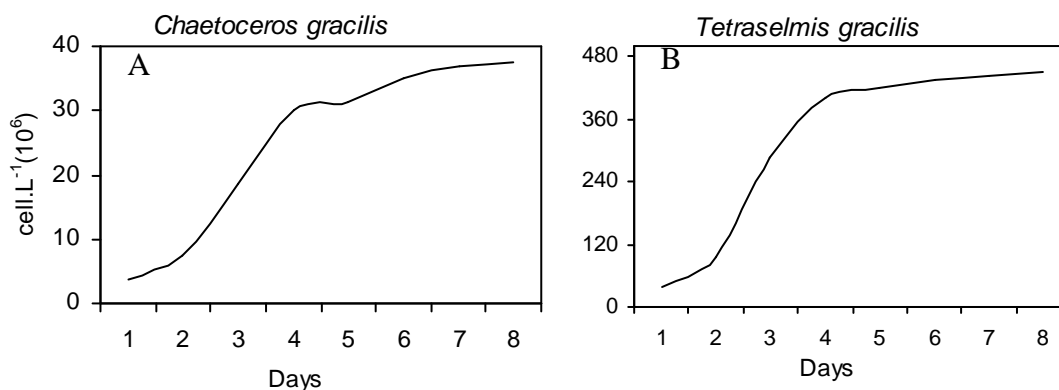 Chaetoceros gracilis
A
40
30
20
10
0
cell.L⁻¹(10⁶)
1 2 3 4 5 6 7 8
Days
Tetraselmis gracilis
B
480
360
240
120
0
1 2 3 4 5 6 7 8
Days